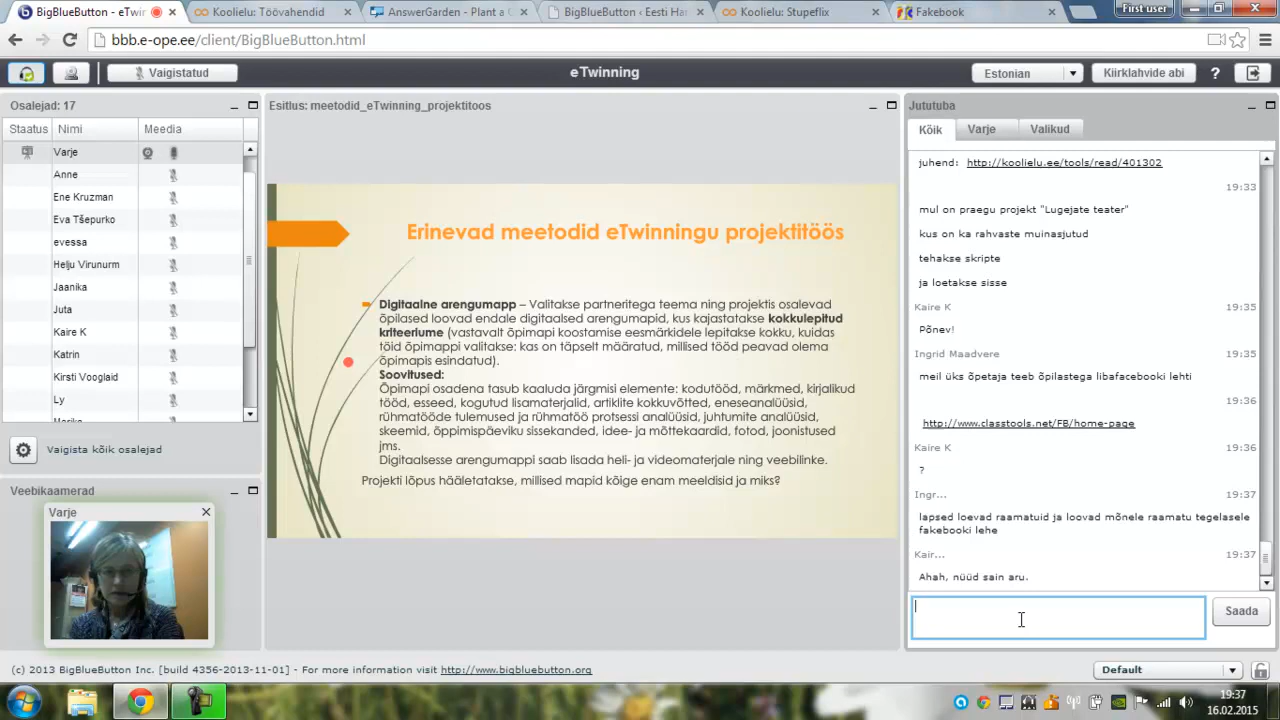 BigBlueButton - eTwir
Koolielu: Töövahendid
AnswerGarden - Plant a
BigBlueButton ‹ Eesti Ha
Koolielu: Stupeflix
Fakebook
First user
bbb.e-ope.ee/client/BigBlueButton.html
Vaigistatud
eTwinning
Estonian
Kiirklahvide abi
?
Osalejad: 17
Staatus Nimi Meedia
Varje
Anne
Ene Kruzman
Eva Tšepurko
evessa
Helju Virunurm
Jaanika
Juta
Kaire K
Katrin
Kirsti Vooglaid
Ly
Vaigista kõik osalejad
Veebikaamerad
Varje
Esitlus: meetodid_eTwinning_projektitoos
Erinevad meetodid eTwinningu projektitöös
Digitaalne arengumapp – Valitakse partneritega teema ning projektis osalevad
õpilased loovad endale digitaalsed arengumapid, kus kajastatakse kokkulepitud
kriteeriume (vastavalt õpimapi koostamise eesmärkidele lepitakse kokku, kuidas
töid õpimappi valitakse: kas on täpselt määratud, millised tööd peavad olema
õpimapis esindatud).
Soovitused:
Õpimapi osadena tasub kaaluda järgmisi elemente: kodutööd, märkmed, kirjalikud
tööd, esseed, kogutud lisamaterjalid, artiklite kokkuvõtted, eneseanalüüsid,
rühmatööde tulemused ja rühmatöö protsessi analüüsid, juhtumite analüüsid,
skeemid, õppimispäeviku sissekanded, idee- ja mõttekaardid, fotod, joonistused
jms.
Digitaalsesse arengumappi saab lisada heli- ja videomaterjale ning veebilinke.
Projekti lõpus hääletatakse, millised mapid kõige enam meeldisid ja miks?
Jututuba
Kõik Varje Valikud
juhend: http://koolielu.ee/tools/read/401302
19:33
mul on praegu projekt "Lugejate teater"
kus on ka rahvaste muinasjutud
tehakse skripte
ja loetakse sisse
Kaire K 19:35
Põnev!
Ingrid Maadvere 19:35
meil üks õpetaja teeb õpilastega libafacebooki lehti
19:36
http://www.classtools.net/FB/home-page
Kaire K 19:36
?
Ingr... 19:37
lapsed loevad raamatuid ja loovad mõnele raamatu tegelasele
fakebooki lehe
Kair... 19:37
Ahah, nüüd sain aru.
Saada
(c) 2013 BigBlueButton Inc. [build 4356-2013-11-01] - For more information visit http://www.bigbluebutton.org
Default
19:37
16.02.2015